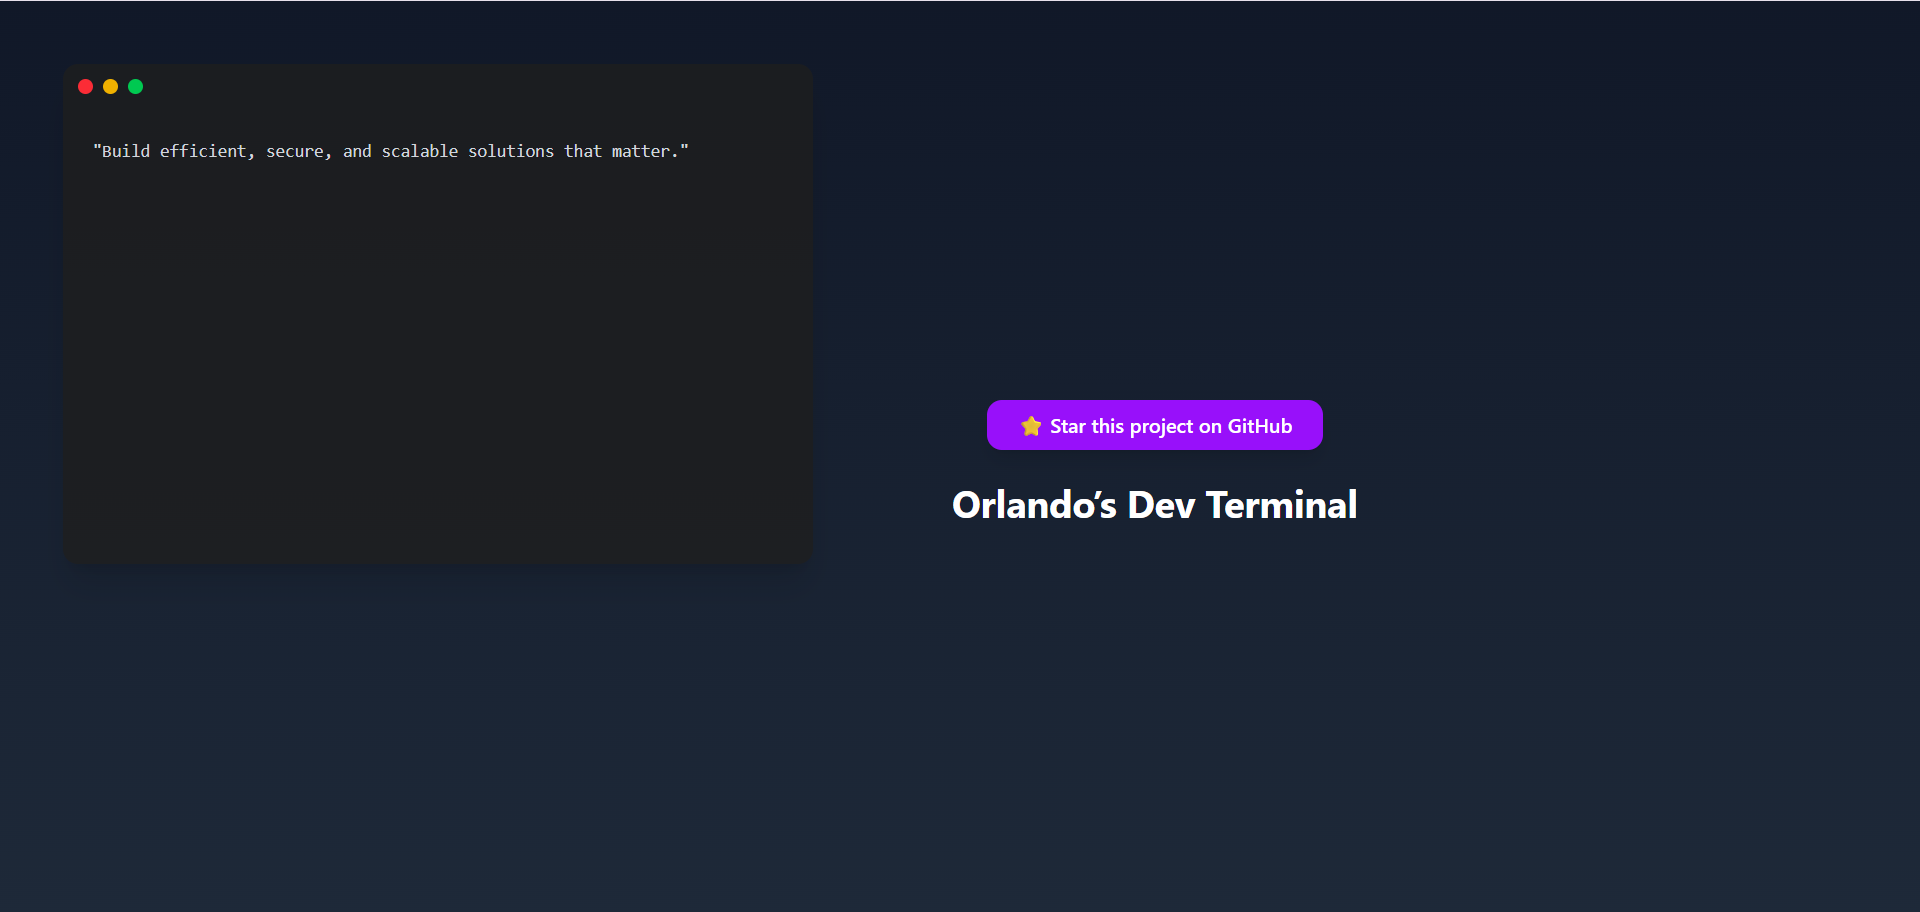 "Build efficient, secure, and scalable solutions that matter."
⭐ Star this project on GitHub
Orlando’s Dev Terminal